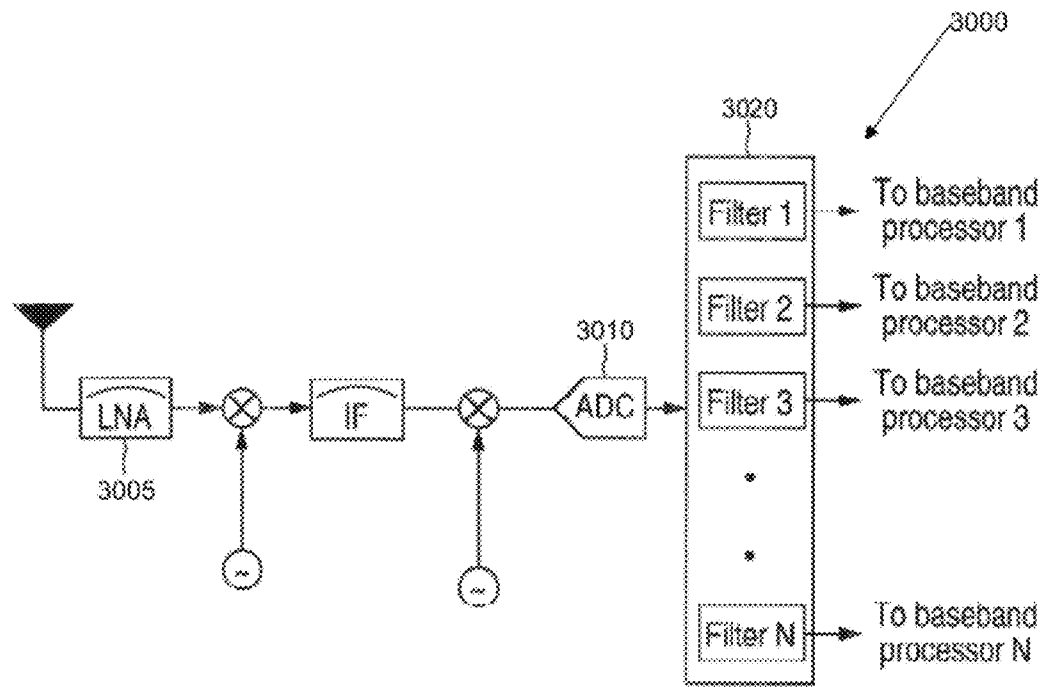 3000
3020
Filter 1
To baseband
processor 1
Filter 2
To baseband
processor 2
3010
LNA
IF
ADC
Filter 3
To baseband
processor 3
3005
~
~
Filter N
To baseband
processor N